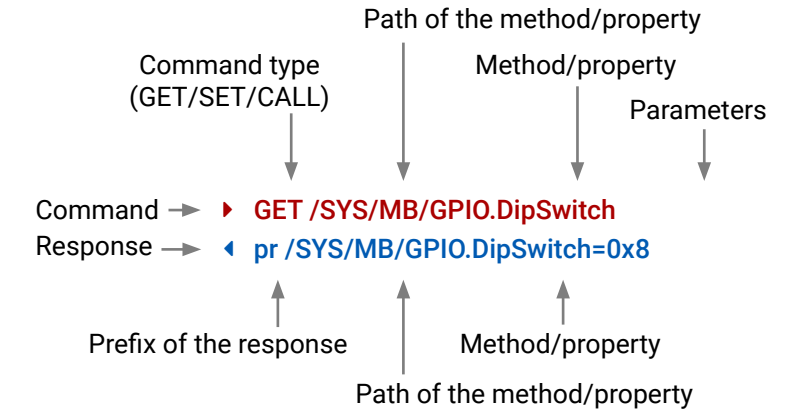 Path of the method/property
Command type
(GET/SET/CALL)
Method/property
Parameters
Command
GET /SYS/MB/GPIO.DipSwitch
Response
pr /SYS/MB/GPIO.DipSwitch=0x8
Prefix of the response
Method/property
Path of the method/property